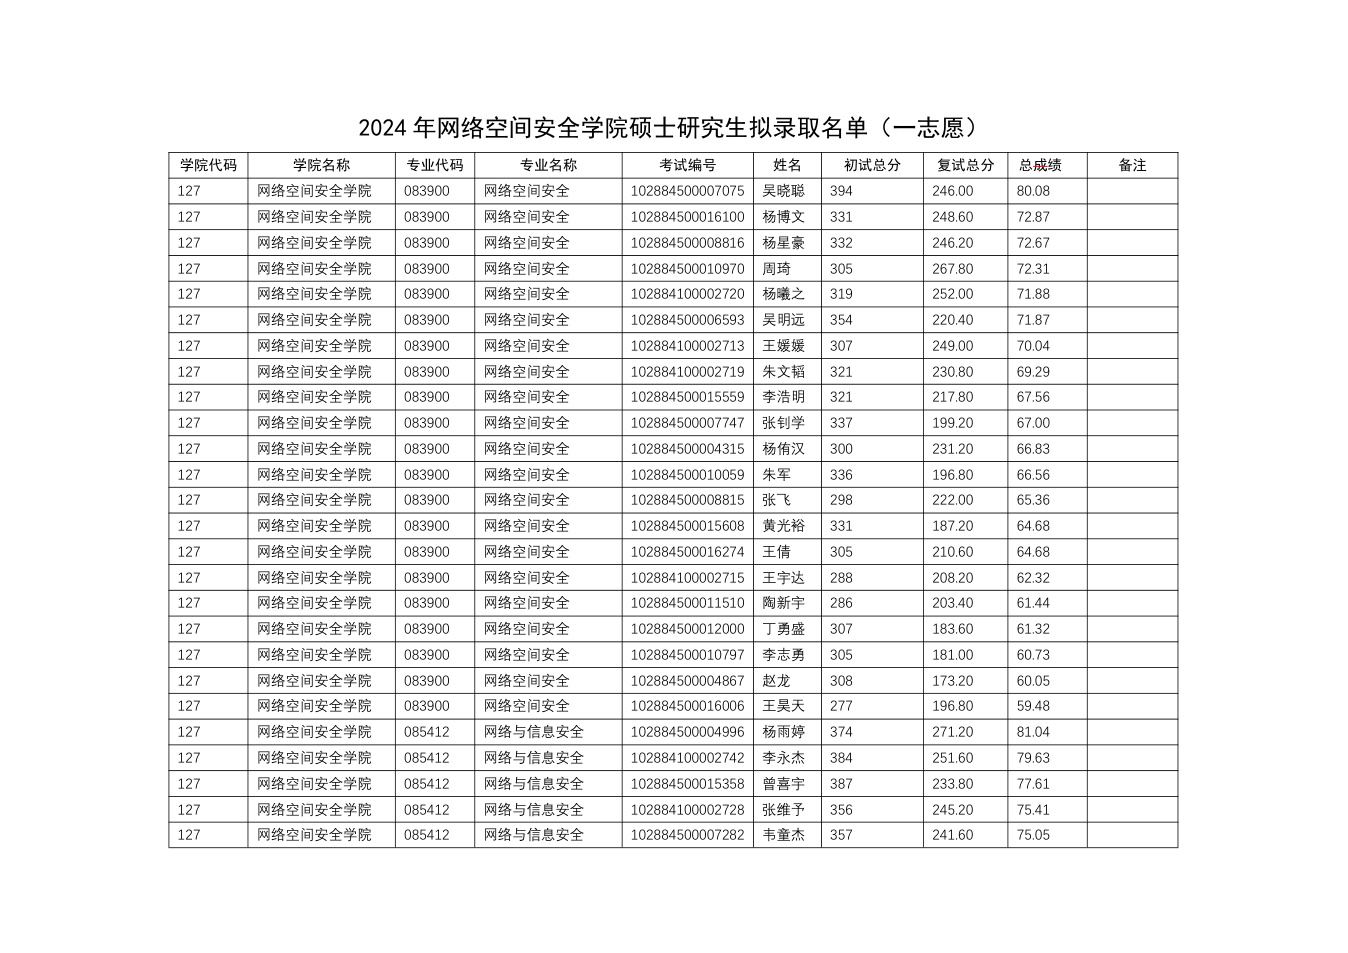 2024 年网络空间安全学院硕士研究生拟录取名单（一志愿）
学院代码 学院名称 专业代码 专业名称 考试编号 姓名 初试总分 复试总分 总成绩 备注
127 网络空间安全学院 083900 网络空间安全 102884500007075 吴晓聪 394 246.00 80.08
127 网络空间安全学院 083900 网络空间安全 102884500016100 杨博文 331 248.60 72.87
127 网络空间安全学院 083900 网络空间安全 102884500008816 杨星豪 332 246.20 72.67
127 网络空间安全学院 083900 网络空间安全 102884500010970 周琦 305 267.80 72.31
127 网络空间安全学院 083900 网络空间安全 102884100002720 杨曦之 319 252.00 71.88
127 网络空间安全学院 083900 网络空间安全 102884500006593 吴明远 354 220.40 71.87
127 网络空间安全学院 083900 网络空间安全 102884100002713 王媛媛 307 249.00 70.04
127 网络空间安全学院 083900 网络空间安全 102884100002719 朱文韬 321 230.80 69.29
127 网络空间安全学院 083900 网络空间安全 102884500015559 李浩明 321 217.80 67.56
127 网络空间安全学院 083900 网络空间安全 102884500007747 张钊学 337 199.20 67.00
127 网络空间安全学院 083900 网络空间安全 102884500004315 杨侑汉 300 231.20 66.83
127 网络空间安全学院 083900 网络空间安全 102884500010059 朱军 336 196.80 66.56
127 网络空间安全学院 083900 网络空间安全 102884500008815 张飞 298 222.00 65.36
127 网络空间安全学院 083900 网络空间安全 102884500015608 黄光裕 331 187.20 64.68
127 网络空间安全学院 083900 网络空间安全 102884500016274 王倩 305 210.60 64.68
127 网络空间安全学院 083900 网络空间安全 102884100002715 王宇达 288 208.20 62.32
127 网络空间安全学院 083900 网络空间安全 102884500011510 陶新宇 286 203.40 61.44
127 网络空间安全学院 083900 网络空间安全 102884500012000 丁勇盛 307 183.60 61.32
127 网络空间安全学院 083900 网络空间安全 102884500010797 李志勇 305 181.00 60.73
127 网络空间安全学院 083900 网络空间安全 102884500004867 赵龙 308 173.20 60.05
127 网络空间安全学院 083900 网络空间安全 102884500016006 王昊天 277 196.80 59.48
127 网络空间安全学院 085412 网络与信息安全 102884500004996 杨雨婷 374 271.20 81.04
127 网络空间安全学院 085412 网络与信息安全 102884100002742 李永杰 384 251.60 79.63
127 网络空间安全学院 085412 网络与信息安全 102884500015358 曾喜宇 387 233.80 77.61
127 网络空间安全学院 085412 网络与信息安全 102884100002728 张维予 356 245.20 75.41
127 网络空间安全学院 085412 网络与信息安全 102884500007282 韦童杰 357 241.60 75.05